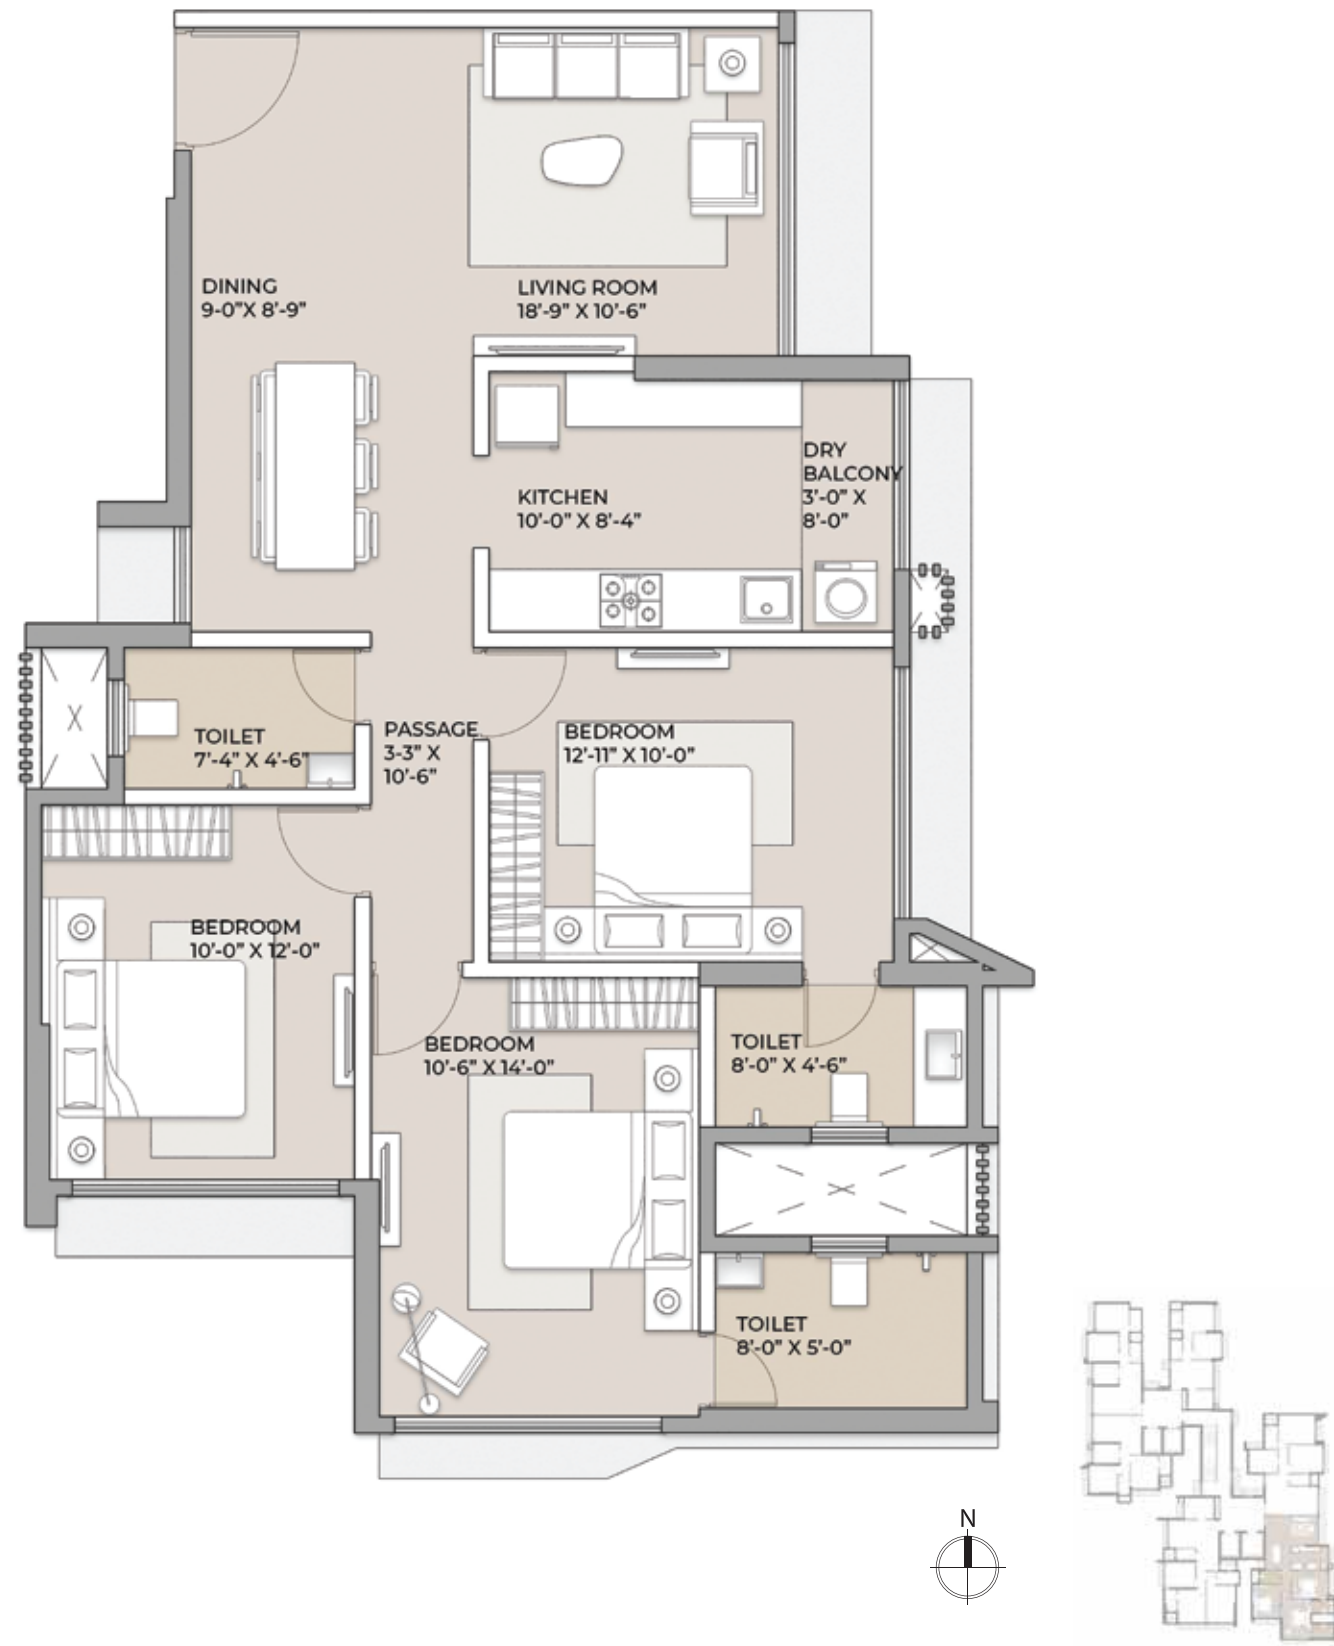 DINING
9-0”X 8’-9”
LIVING ROOM
18’-9” X 10’-6”
DRY
BALCONY
3’-0” X
8’-0”
KITCHEN
10’-0” X 8’-4”
TOILET
7’-4” X 4’-6”
PASSAGE
3-3” X
10’-6”
BEDROOM
12’-11” X 10’-0”
BEDROOM
10’-0” X 12’-0”
BEDROOM
10’-6” X 14’-0”
TOILET
8’-0” X 4’-6”
TOILET
8’-0” X 5’-0”
N